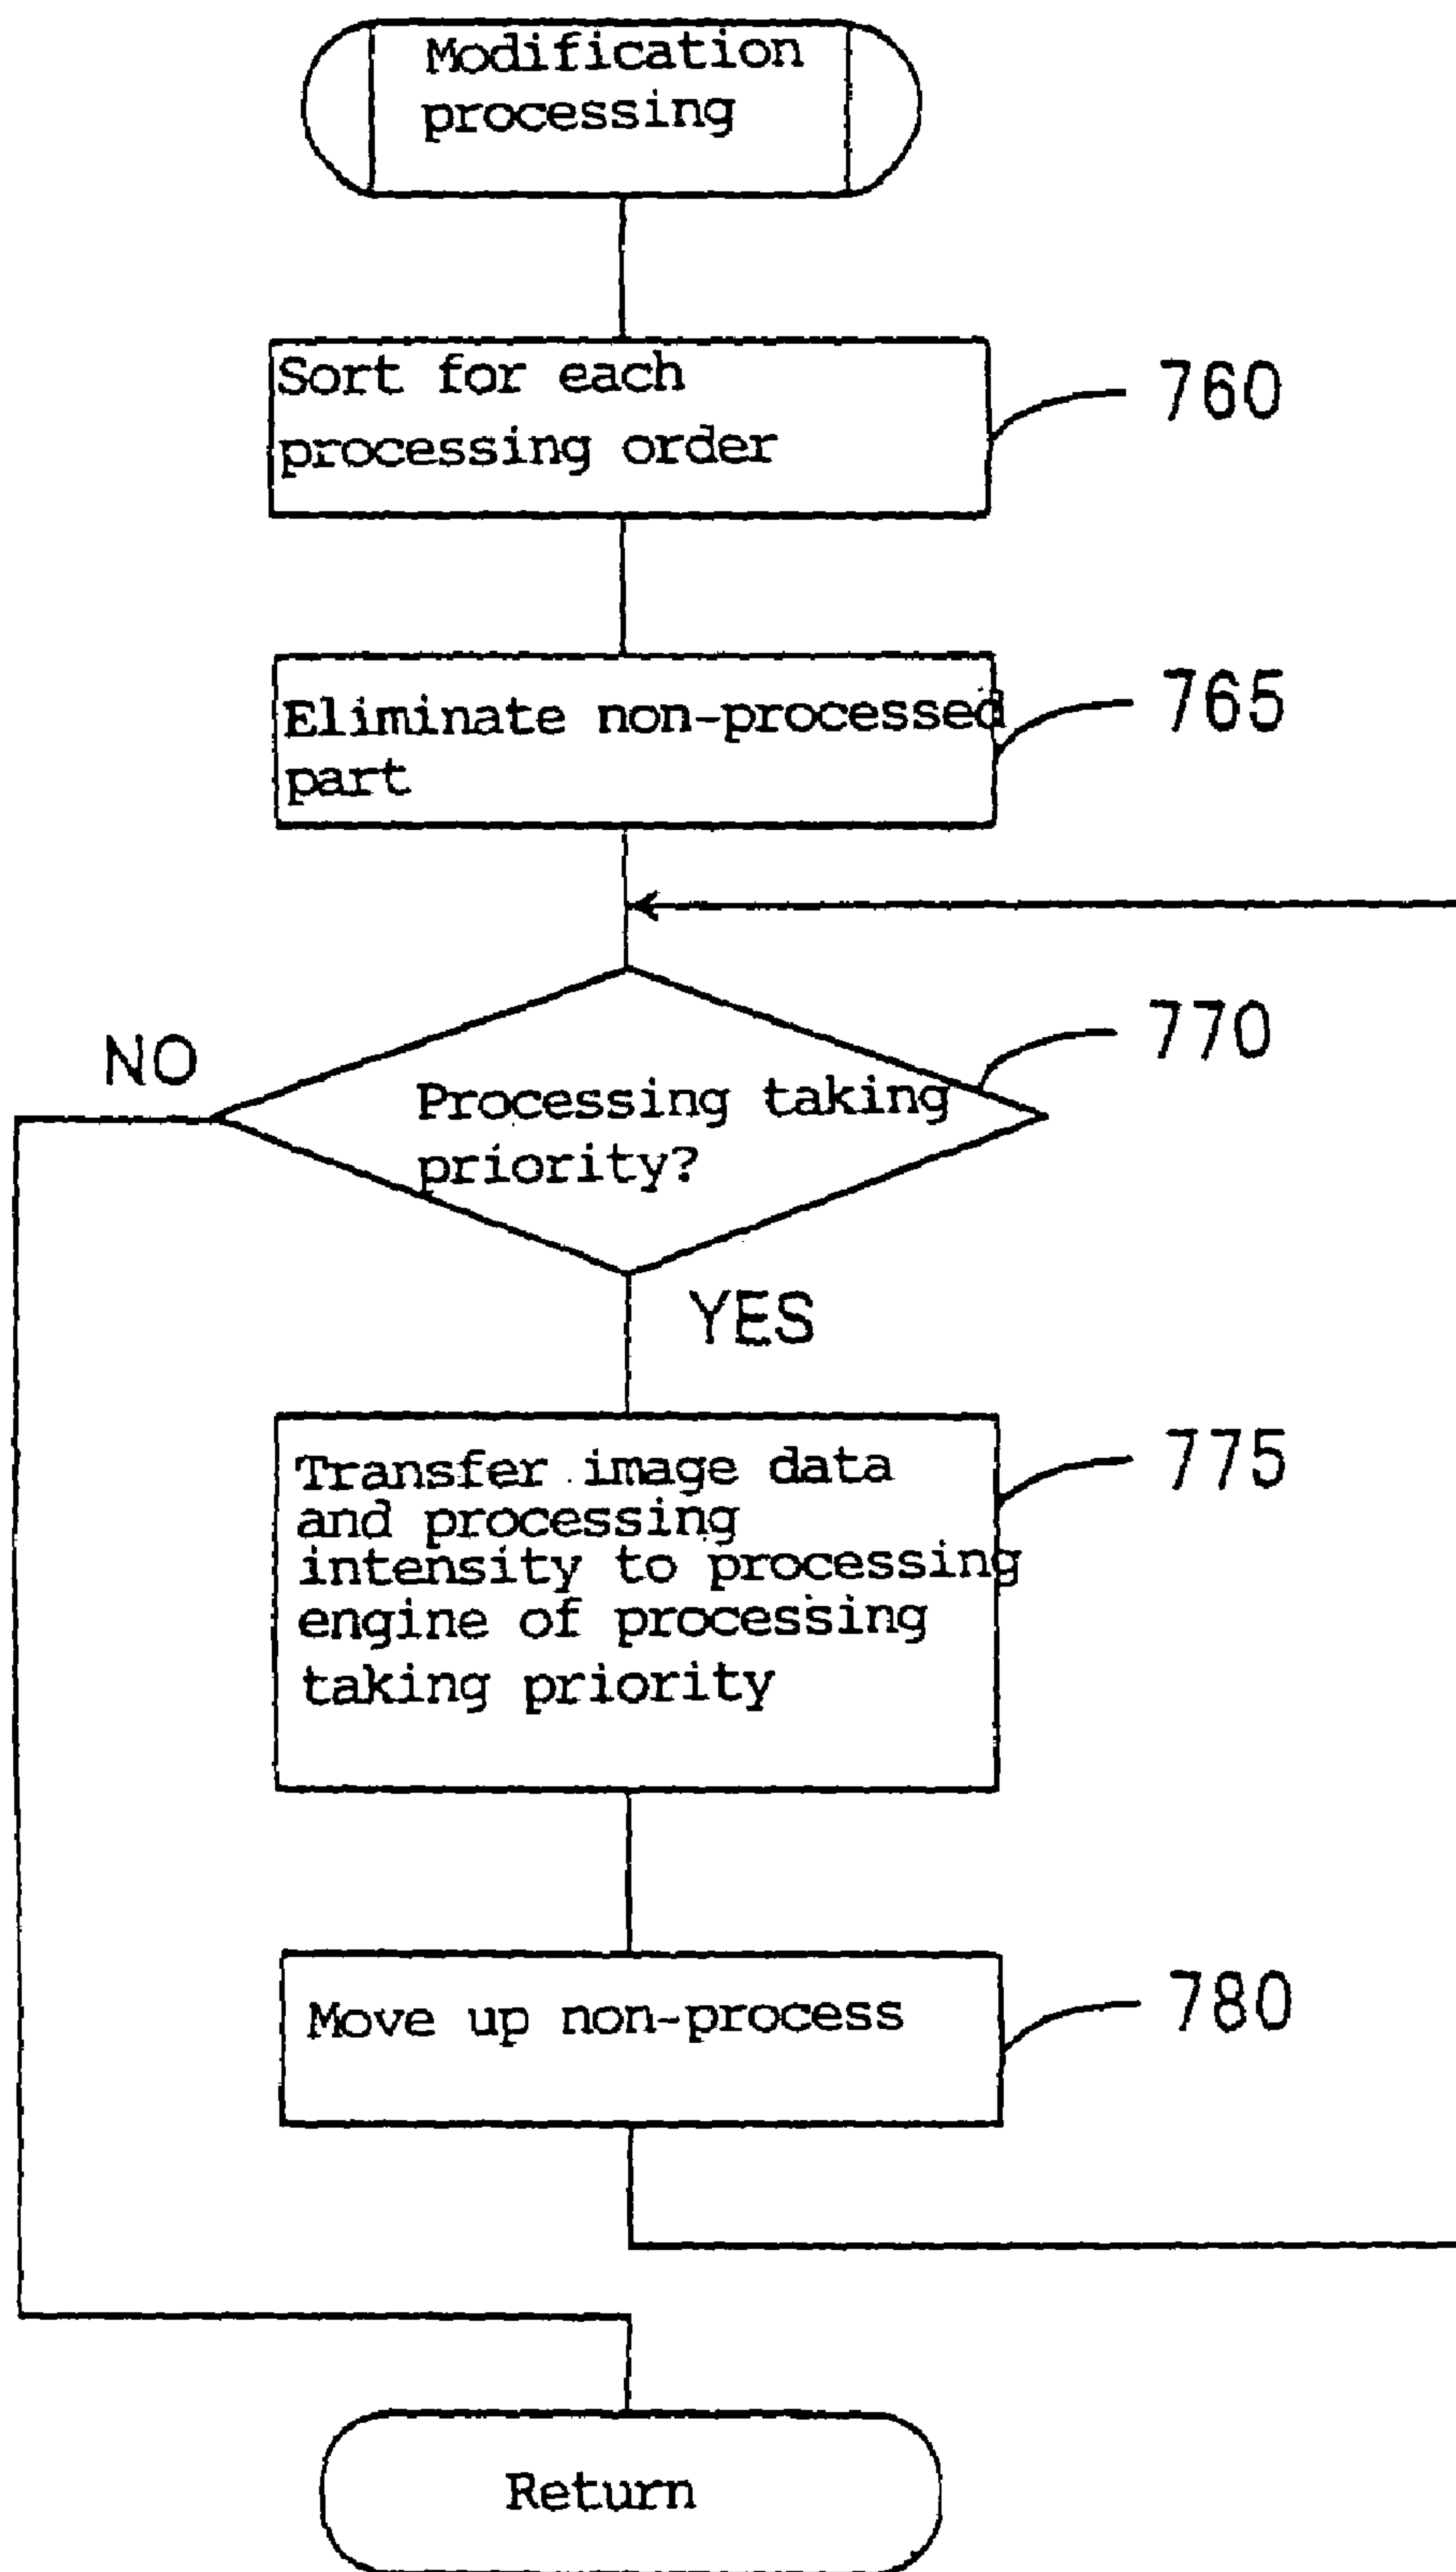 Modification
processing
Sort for each
processing order
760
Eliminate non-processed
part
765
770
NO
Processing taking
priority?
YES
Transfer image data
and processing
intensity to processing
engine of processing
taking priority
775
Move up non-process
780
Return